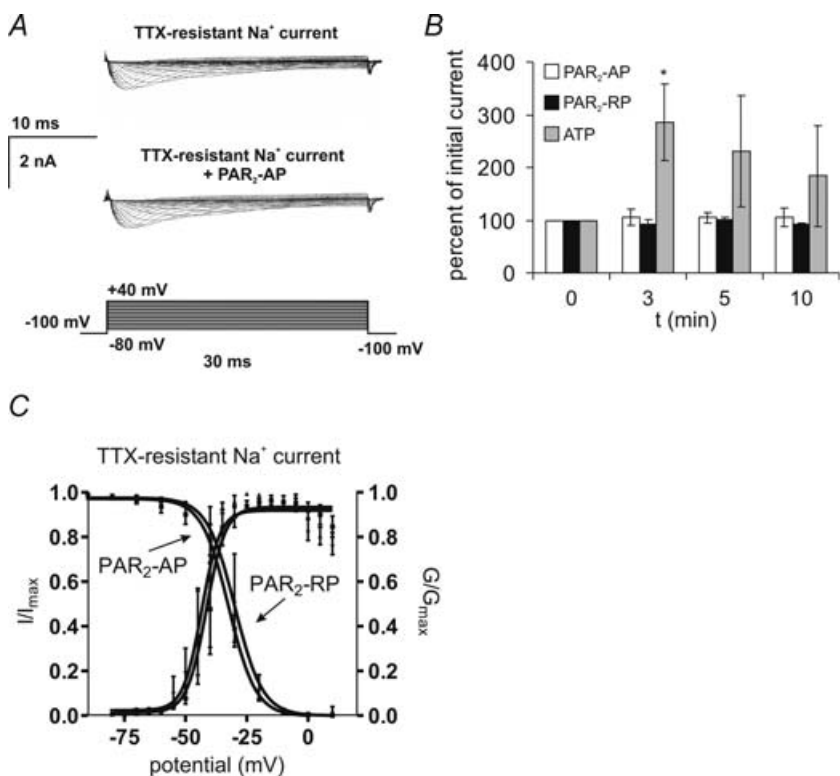 A
TTX-resistant Na⁺ current
10 ms
2 nA
TTX-resistant Na⁺ current
+ PAR₂-AP
+40 mV
-100 mV
-80 mV
-100 mV
30 ms
B
400
300
200
100
0
percent of initial current
PAR₂-AP
PAR₂-RP
ATP
*
0 3 5 10
t (min)
C
TTX-resistant Na⁺ current
1.0
0.8
0.6
0.4
0.2
0.0
I/Imax
PAR₂-AP
PAR₂-RP
1.0
0.8
0.6
0.4
0.2
0.0
G/Gmax
-75 -50 -25 0
potential (mV)